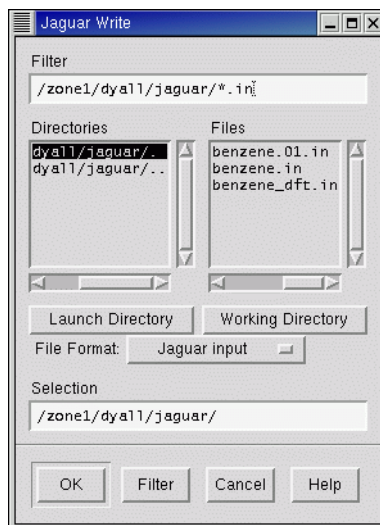 Jaguar Write
Filter
/zone1/dyall/jaguar/*.in
Directories
Files
dyall/jaguar/.
dyall/jaguar/..
benzene.01.in
benzene.in
benzene_dft.in
Launch Directory
Working Directory
File Format: Jaguar input
Selection
/zone1/dyall/jaguar/
OK
Filter
Cancel
Help